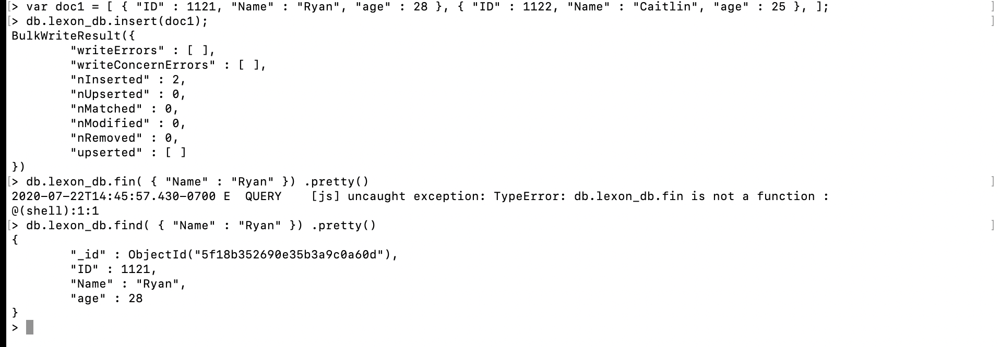 [> var doc1 = [ { "ID" : 1121, "Name" : "Ryan", "age" : 28 }, { "ID" : 1122, "Name" : "Caitlin", "age" : 25 }, ]; ]
[> db.lexon_db.insert(doc1); ]
BulkWriteResult({
"writeErrors" : [ ],
"writeConcernErrors" : [ ],
"nInserted" : 2,
"nUpserted" : 0,
"nMatched" : 0,
"nModified" : 0,
"nRemoved" : 0,
"upserted" : [ ]
})
[> db.lexon_db.fin( { "Name" : "Ryan" }) .pretty() ]
2020-07-22T14:45:57.430-0700 E  QUERY    [js] uncaught exception: TypeError: db.lexon_db.fin is not a function :
@(shell):1:1
[> db.lexon_db.find( { "Name" : "Ryan" }) .pretty() ]
{
"_id" : ObjectId("5f18b352690e35b3a9c0a60d"),
"ID" : 1121,
"Name" : "Ryan",
"age" : 28
}
>